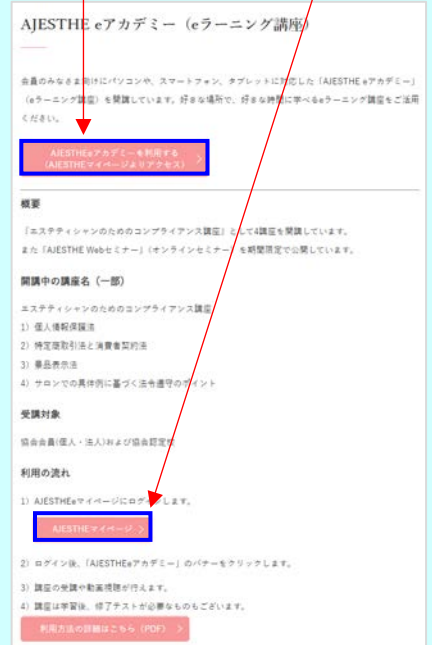 AJESTHE eアカデミー（eラーニング講座）
会員のみなさま向けにパソコンや、スマートフォン、タブレットに対応した「AJESTHE eアカデミー」
（eラーニング講座）を開講しています。好きな場所で、好きな時間に学べるeラーニング講座をご活用
ください。
AJESTHEeアカデミーを利用する
（AJESTHEマイページよりアクセス）
概要
「エステティシャンのためのコンプライアンス講座」として4講座を開講しています。
また「AJESTHE Webセミナー」（オンラインセミナー）を期間限定で公開しています。
開講中の講座名（一部）
エステティシャンのためのコンプライアンス講座
1）個人情報保護法
2）特定商取引法と消費者契約法
3）景品表示法
4）サロンでの具体例に基づく法令遵守のポイント
受講対象
協会会員(個人・法人)および協会認定校
利用の流れ
1）AJESTHEeマイページにログインします。
AJESTHEマイページ
2）ログイン後、「AJESTHEeアカデミー」のバナーをクリックします。
3）講座の受講や動画視聴が行えます。
4）講座は学習後、修了テストが必要なものもございます。
利用方法の詳細はこちら（PDF）